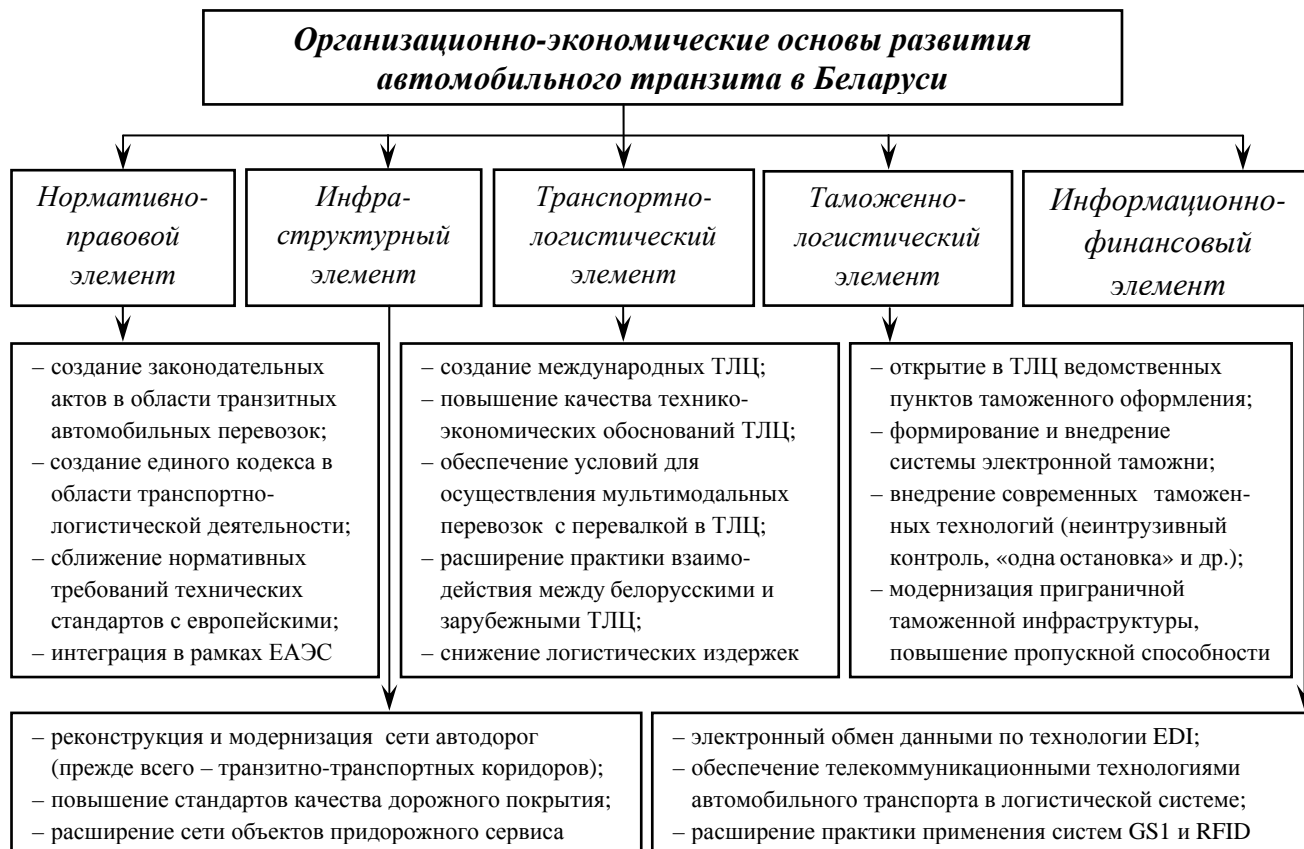 Организационно-экономические основы развития
автомобильного транзита в Беларуси
Нормативно-
правовой
элемент
Инфра-
структурный
элемент
Транспортно-
логистический
элемент
Таможенно-
логистический
элемент
Информационно-
финансовый
элемент
– создание законодательных
актов в области транзитных
автомобильных перевозок;
– создание единого кодекса в
области транспортно-
логистической деятельности;
– сближение нормативных
требований технических
стандартов с европейскими;
– интеграция в рамках ЕАЭС
– создание международных ТЛЦ;
– повышение качества технико-
экономических обоснований ТЛЦ;
– обеспечение условий для
осуществления мультимодальных
перевозок с перевалкой в ТЛЦ;
– расширение практики взаимо-
действия между белорусскими и
зарубежными ТЛЦ;
– снижение логистических издержек
– открытие в ТЛЦ ведомственных
пунктов таможенного оформления;
– формирование и внедрение
системы электронной таможни;
– внедрение современных таможен-
ных технологий (неинтрузивный
контроль, «одна остановка» и др.);
– модернизация приграничной
таможенной инфраструктуры,
повышение пропускной способности
– реконструкция и модернизация сети автодорог
(прежде всего – транзитно-транспортных коридоров);
– повышение стандартов качества дорожного покрытия;
– расширение сети объектов придорожного сервиса
– электронный обмен данными по технологии EDI;
– обеспечение телекоммуникационными технологиями
автомобильного транспорта в логистической системе;
– расширение практики применения систем GS1 и RFID